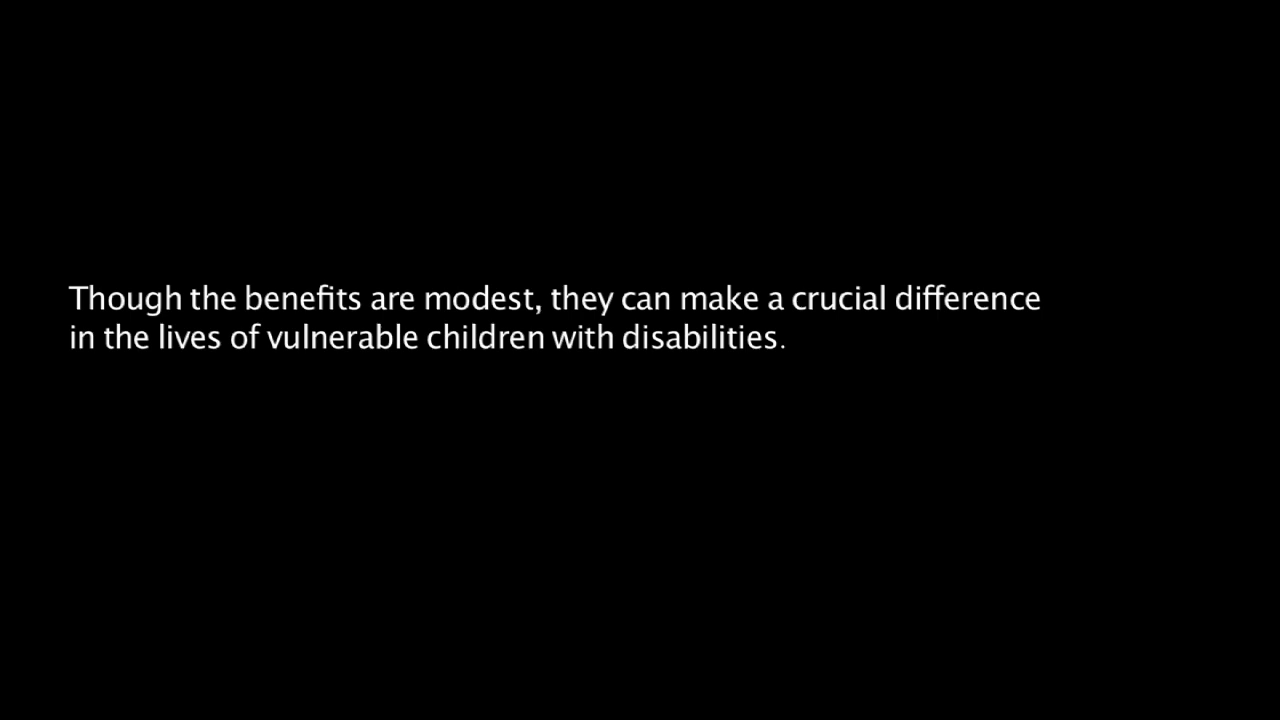 Though the benefits are modest, they can make a crucial difference
in the lives of vulnerable children with disabilities.